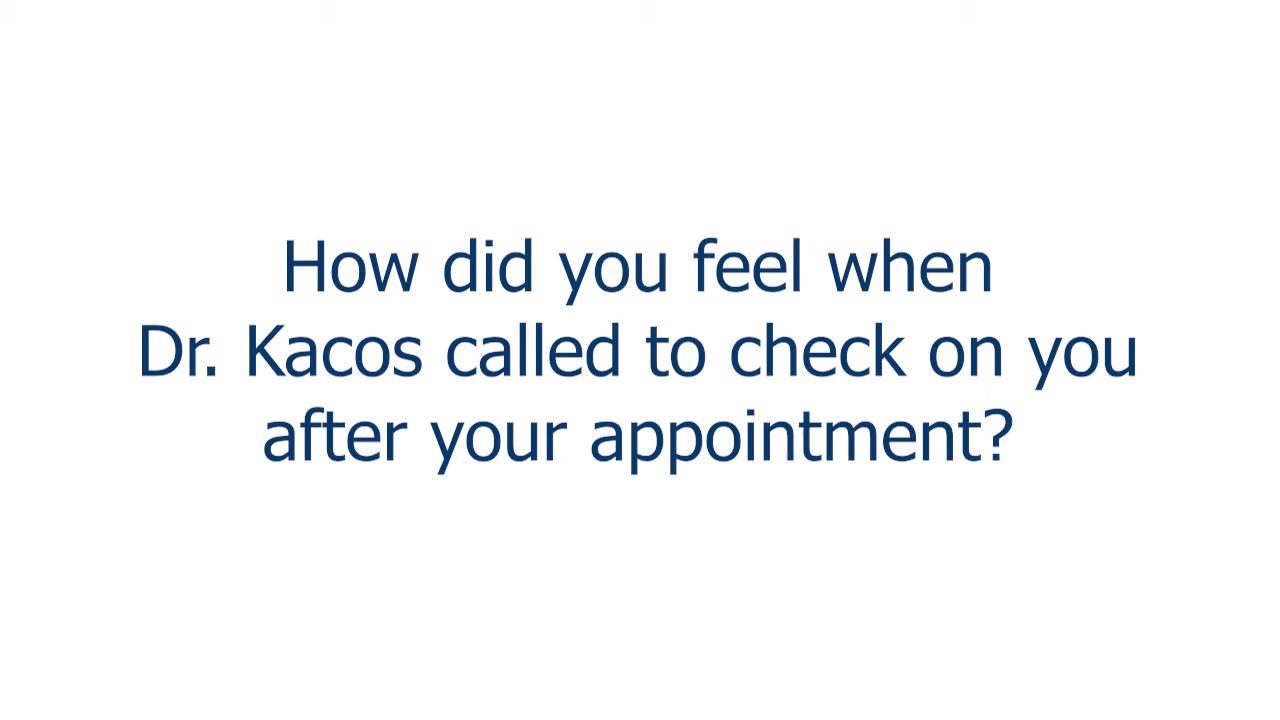 How did you feel when
Dr. Kacos called to check on you
after your appointment?